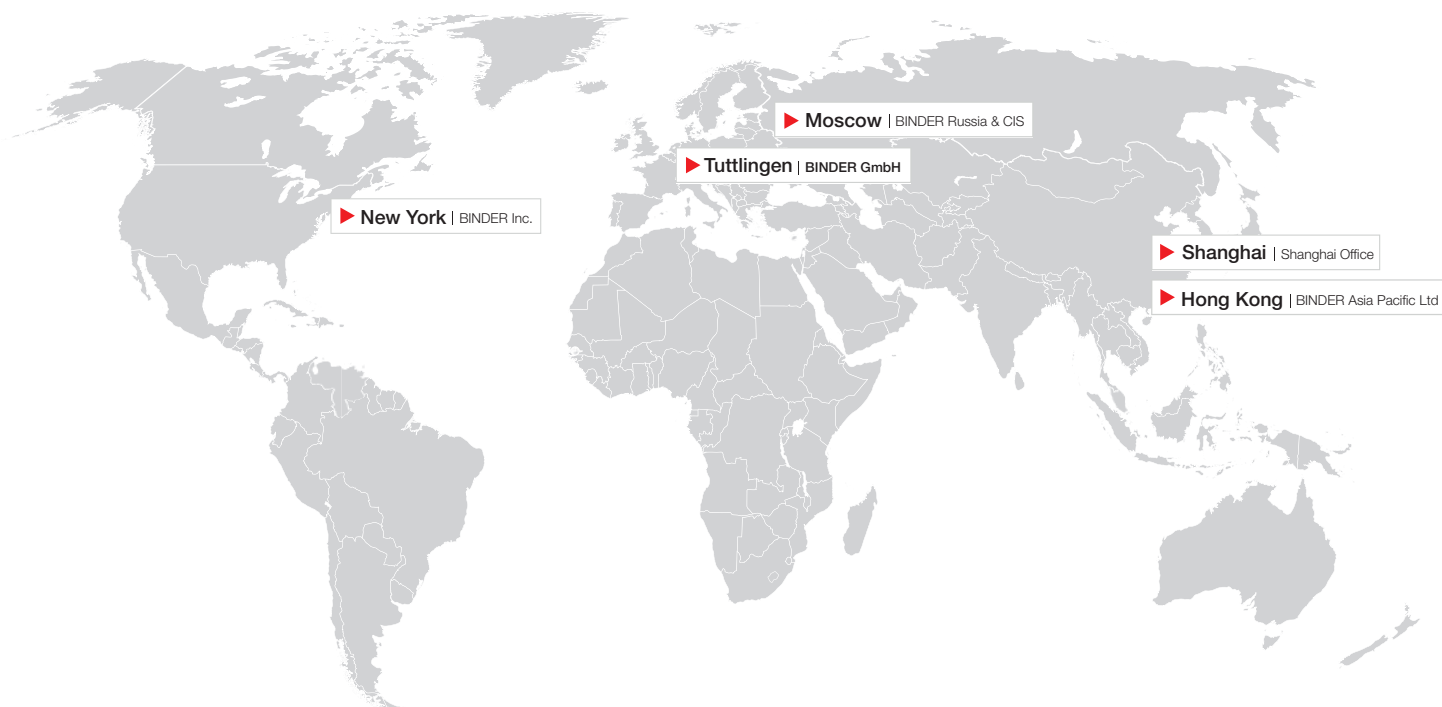 Moscow | BINDER Russia & CIS
Tuttlingen | BINDER GmbH
New York | BINDER Inc.
Shanghai | Shanghai Office
Hong Kong | BINDER Asia Pacific Ltd